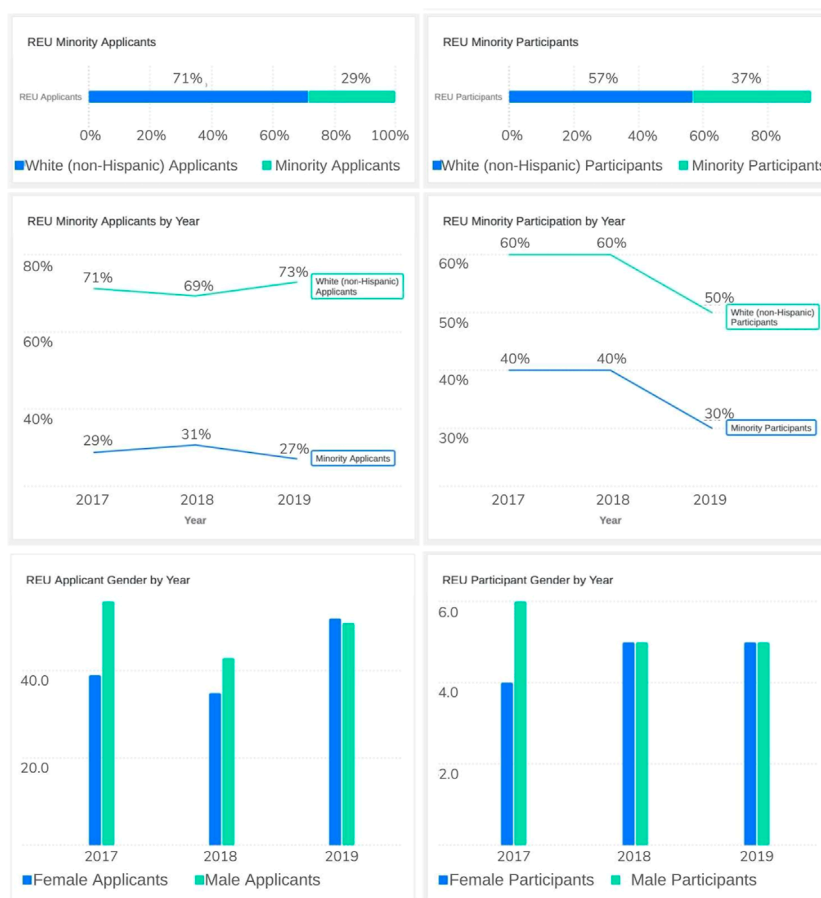 REU Minority Applicants
71%
29%
REU Applicants
0%
20%
40%
60%
80%
100%
White (non-Hispanic) Applicants
Minority Applicants
REU Minority Participants
57%
37%
REU Participants
0%
20%
40%
60%
80%
White (non-Hispanic) Participants
Minority Participants
REU Minority Applicants by Year
80%
71%
69%
73%
White (non-Hispanic)
Applicants
60%
40%
29%
31%
27%
Minority Applicants
2017
2018
2019
Year
REU Minority Participation by Year
60%
60%
60%
50%
White (non-Hispanic)
Participants
50%
40%
40%
40%
30%
Minority Participants
30%
2017
2018
2019
Year
REU Applicant Gender by Year
40.0
20.0
2017
2018
2019
Female Applicants
Male Applicants
REU Participant Gender by Year
6.0
4.0
2.0
2017
2018
2019
Female Participants
Male Participants